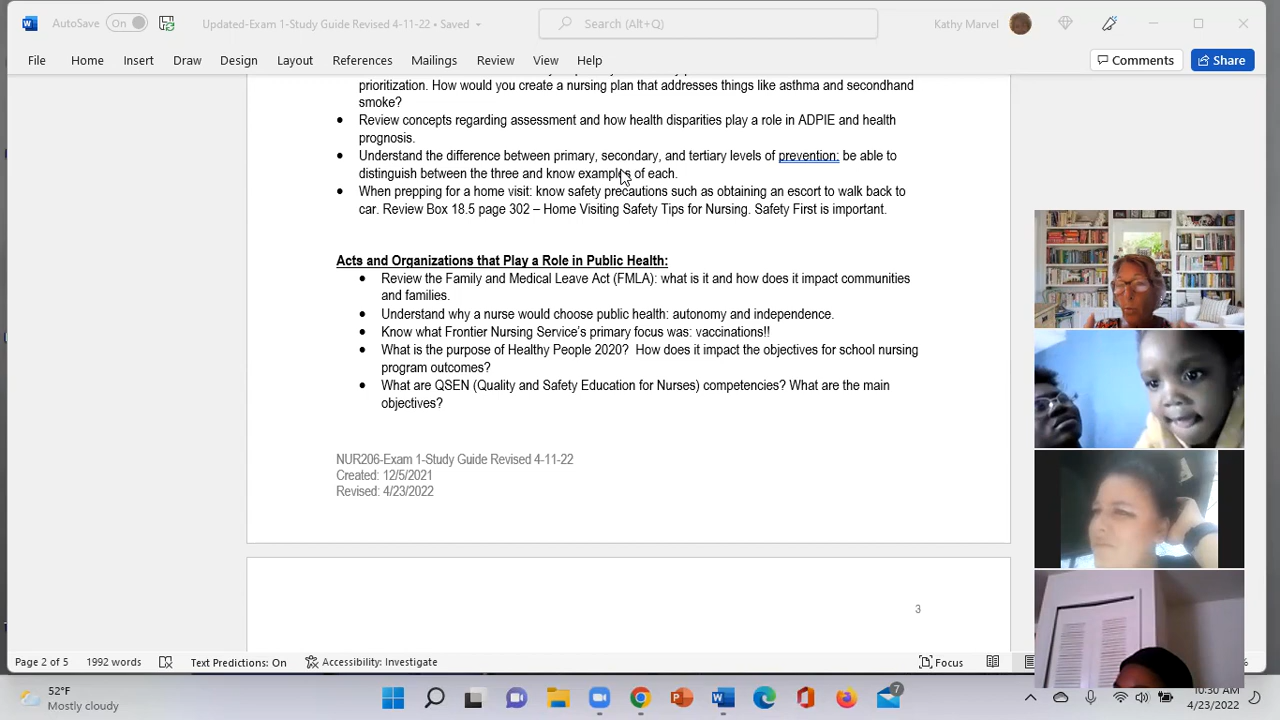 AutoSave On Updated-Exam 1-Study Guide Revised 4-11-22 • Saved Search (Alt+Q) Kathy Marvel
File Home Insert Draw Design Layout References Mailings Review View Help Comments Share
prioritization. How would you create a nursing plan that addresses things like asthma and secondhand
smoke?
• Review concepts regarding assessment and how health disparities play a role in ADPIE and health
prognosis.
• Understand the difference between primary, secondary, and tertiary levels of prevention: be able to
distinguish between the three and know examples of each.
• When prepping for a home visit: know safety precautions such as obtaining an escort to walk back to
car. Review Box 18.5 page 302 – Home Visiting Safety Tips for Nursing. Safety First is important.
Acts and Organizations that Play a Role in Public Health:
• Review the Family and Medical Leave Act (FMLA): what is it and how does it impact communities
and families.
• Understand why a nurse would choose public health: autonomy and independence.
• Know what Frontier Nursing Service's primary focus was: vaccinations!!
• What is the purpose of Healthy People 2020? How does it impact the objectives for school nursing
program outcomes?
• What are QSEN (Quality and Safety Education for Nurses) competencies? What are the main
objectives?
NUR206-Exam 1-Study Guide Revised 4-11-22
Created: 12/5/2021
Revised: 4/23/2022
3
Page 2 of 5 1992 words Text Predictions: On Accessibility: Investigate Focus
52°F
Mostly cloudy
7
10:30 AM
4/23/2022